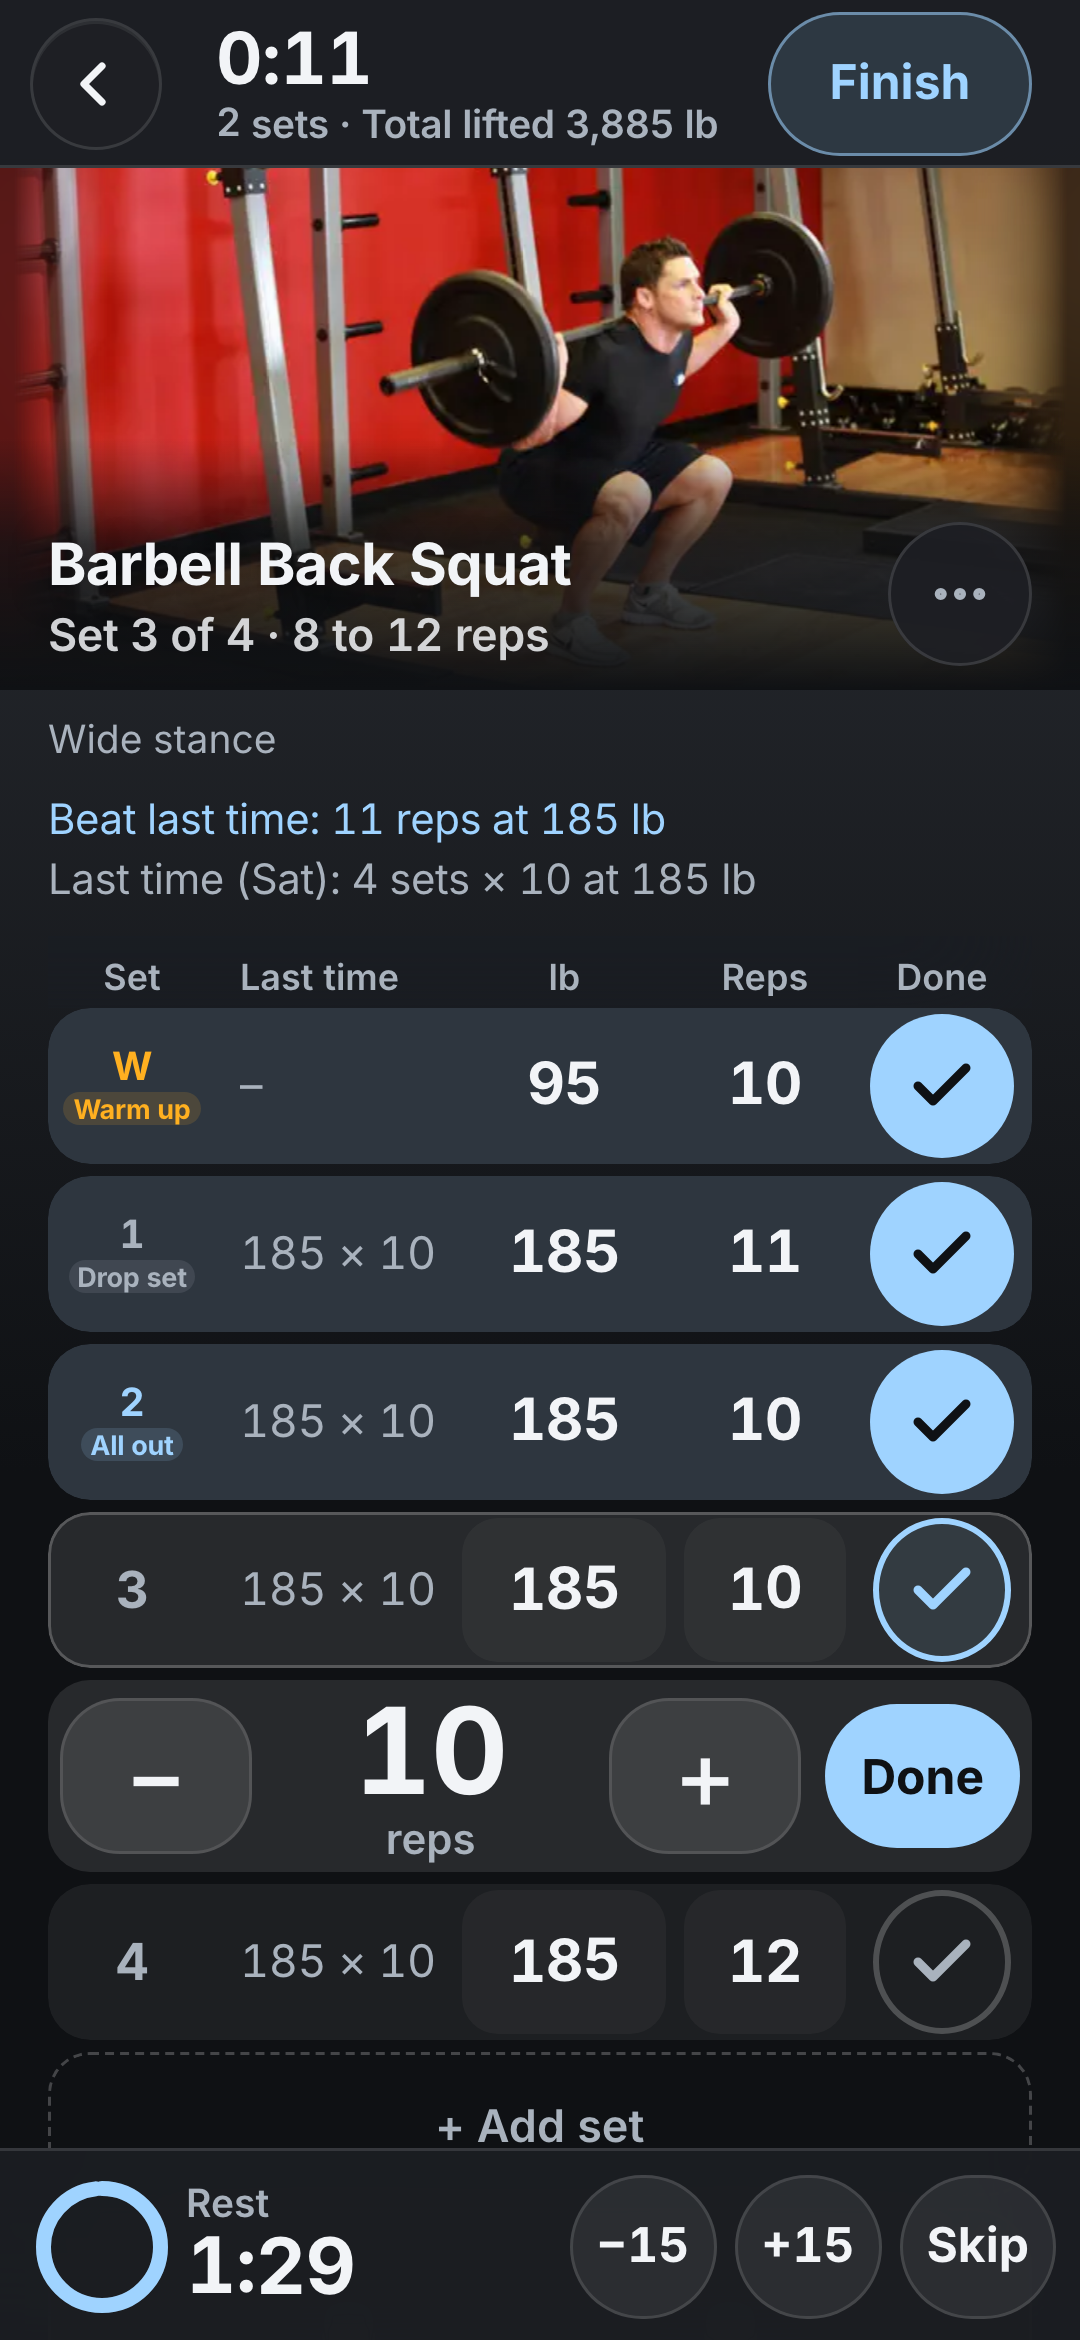 0:11
2 sets · Total lifted 3,885 lb
Finish
Barbell Back Squat
Set 3 of 4 · 8 to 12 reps
Wide stance
Beat last time: 11 reps at 185 lb
Last time (Sat): 4 sets × 10 at 185 lb
Set Last time lb Reps Done
W – 95 10
Warm up
1 185 × 10 185 11
Drop set
2 185 × 10 185 10
All out
3 185 × 10 185 10
− 10 + Done
reps
4 185 × 10 185 12
+ Add set
Rest
1:29
−15 +15 Skip